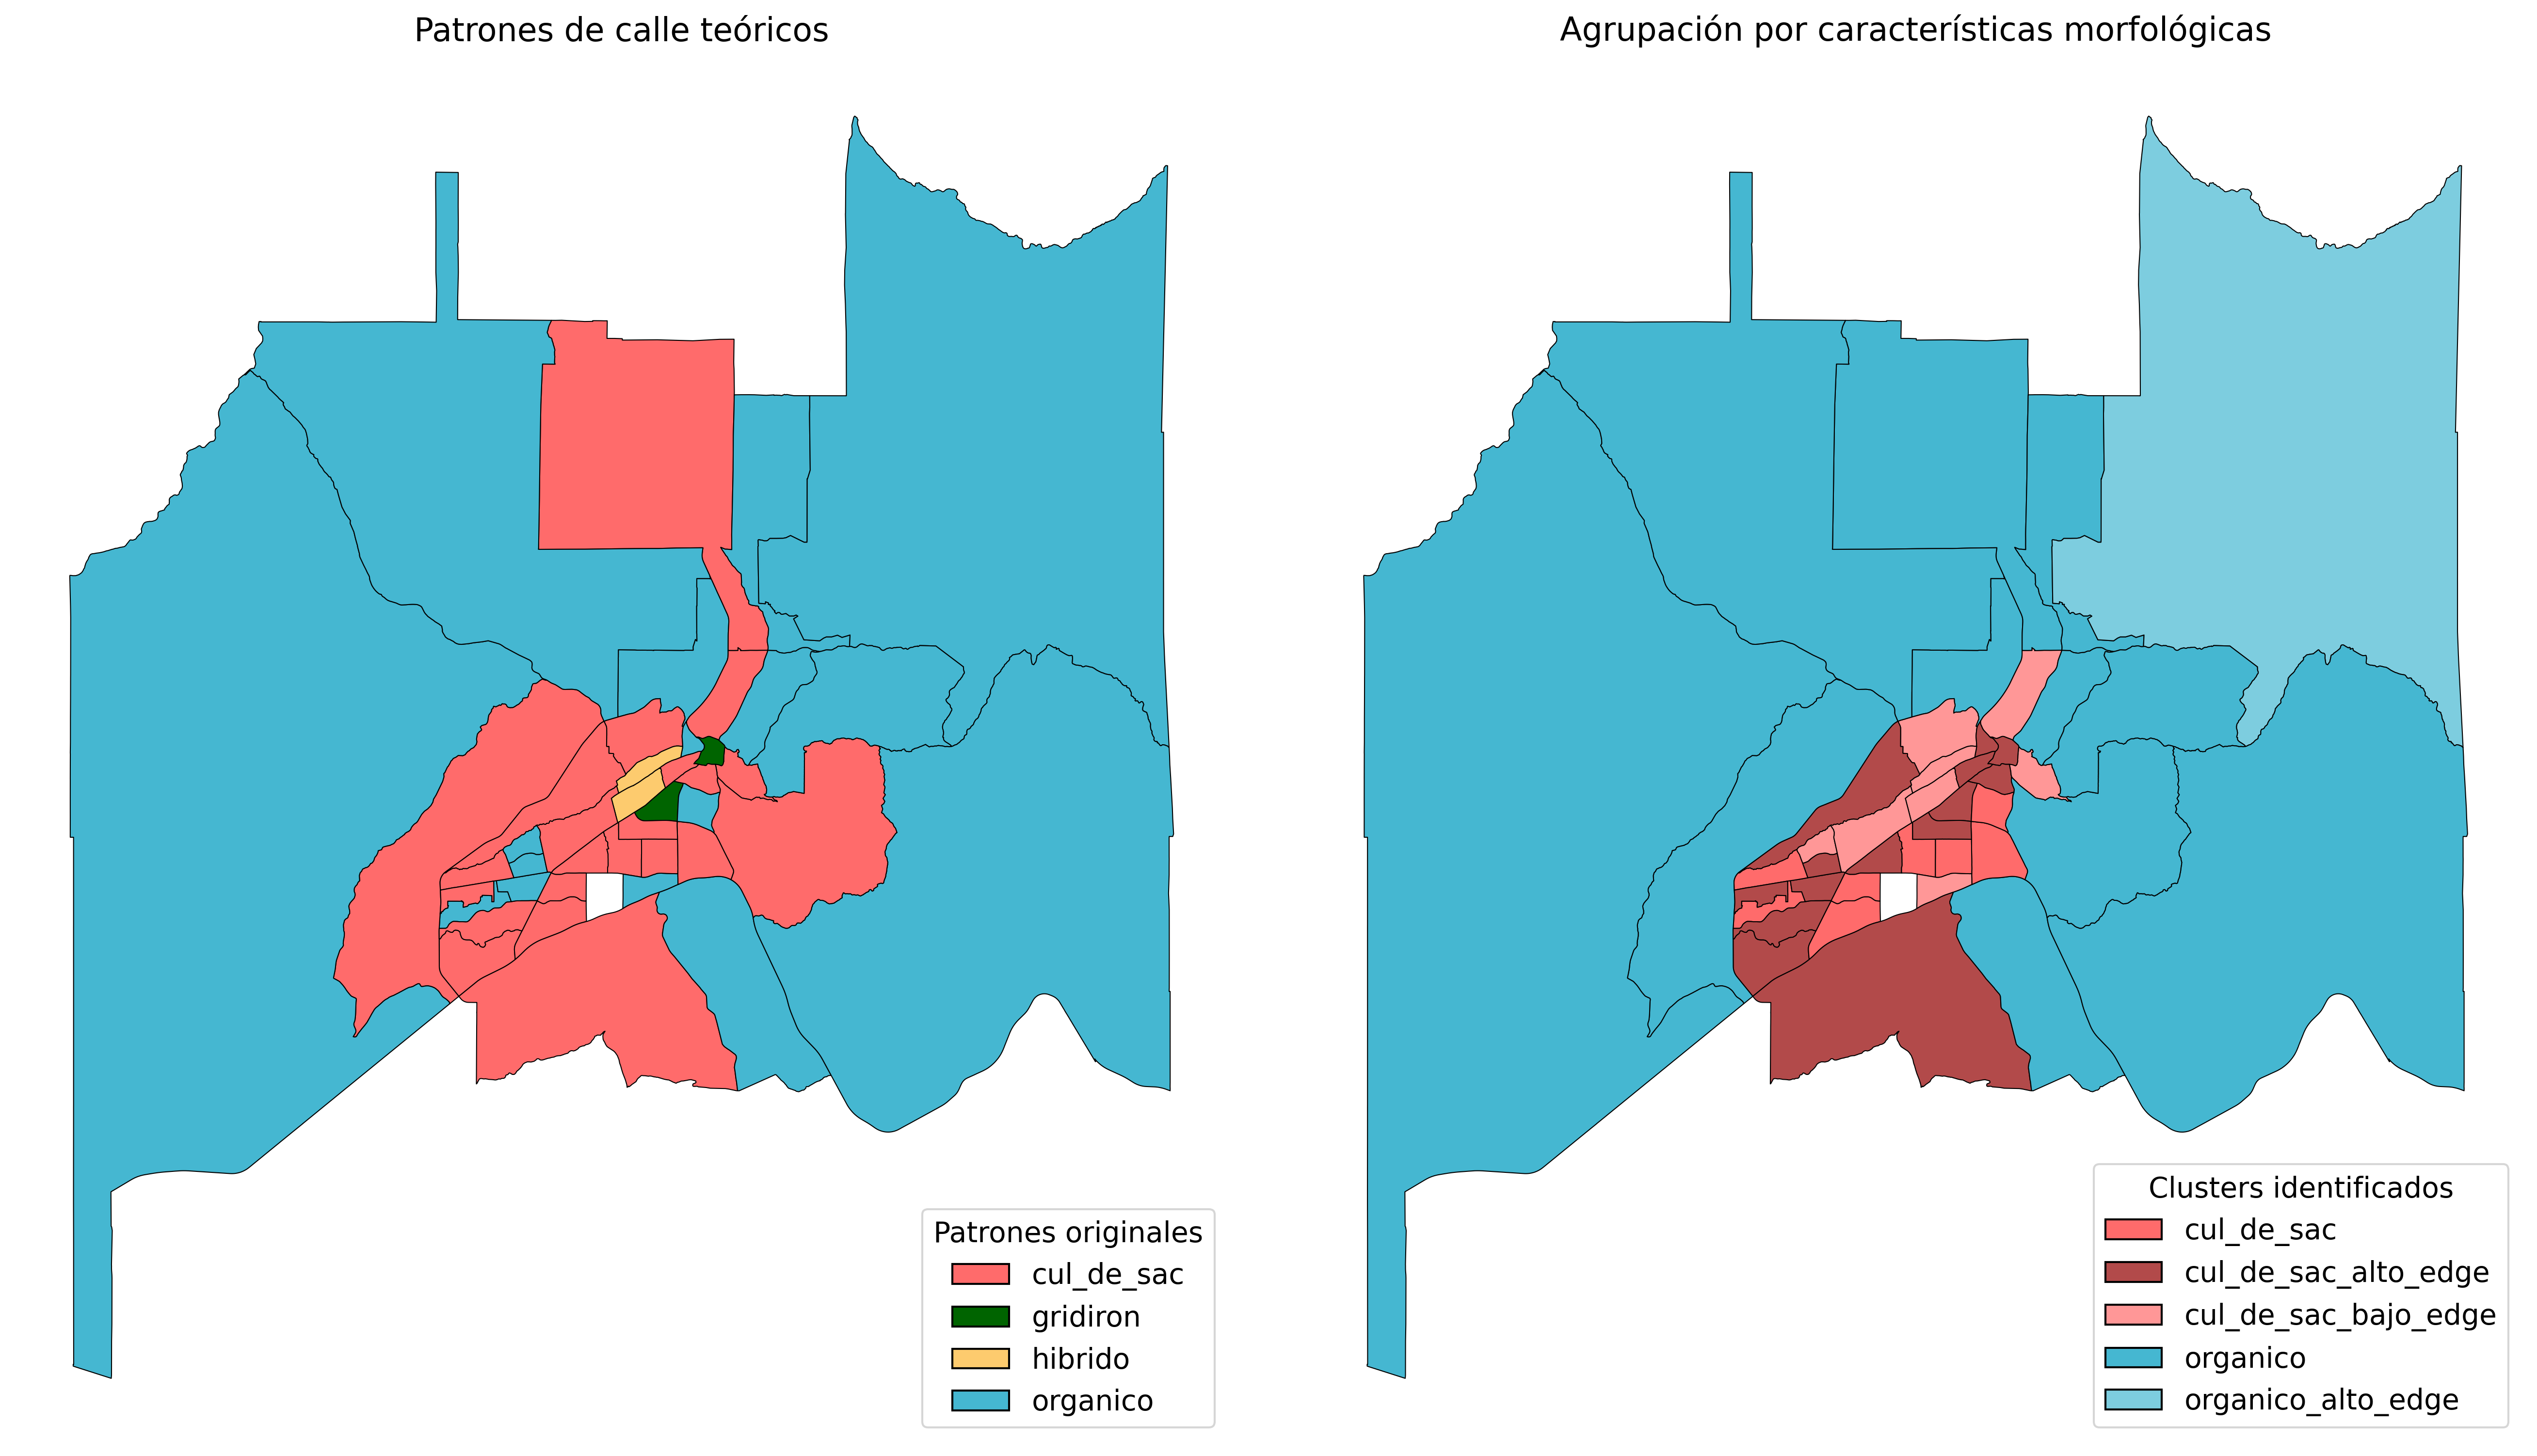 Patrones de calle teóricos
Agrupación por características morfológicas
Patrones originales
cul_de_sac
gridiron
hibrido
organico
Clusters identificados
cul_de_sac
cul_de_sac_alto_edge
cul_de_sac_bajo_edge
organico
organico_alto_edge